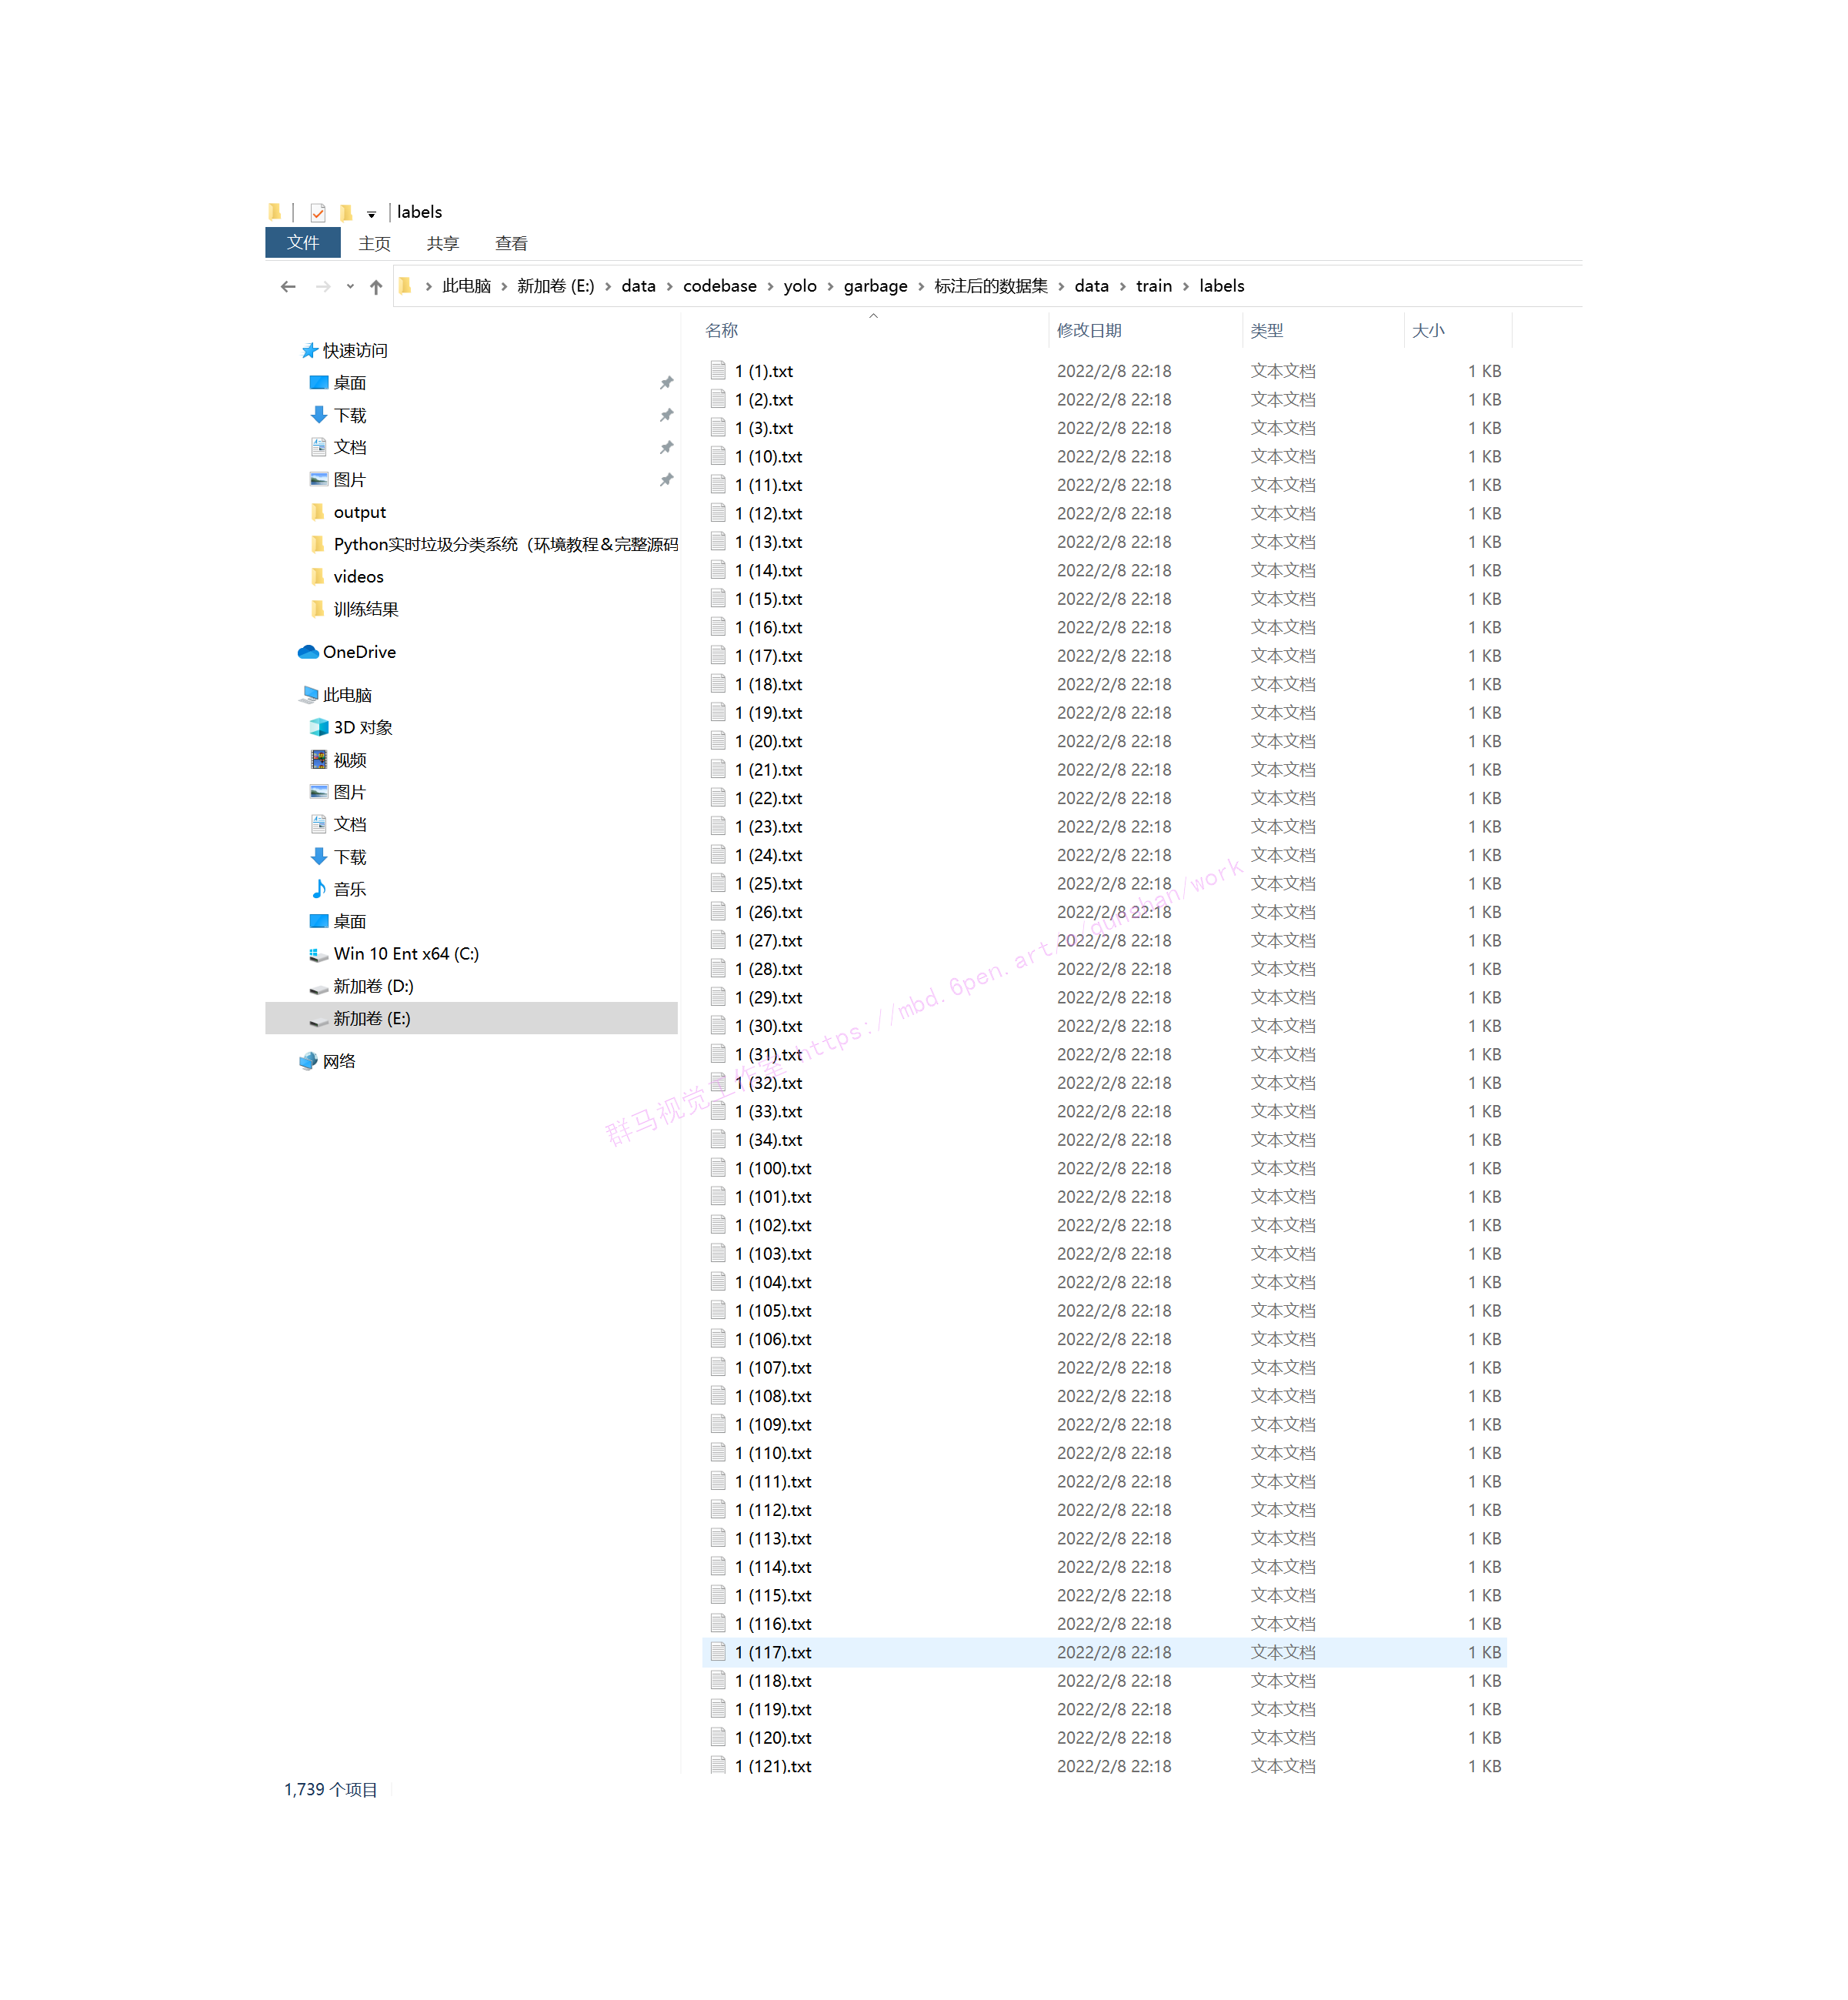 labels
文件 主页 共享 查看
此电脑 › 新加卷 (E:) › data › codebase › yolo › garbage › 标注后的数据集 › data › train › labels
快速访问
桌面
下载
文档
图片
output
Python实时垃圾分类系统（环境教程&完整源码
videos
训练结果
OneDrive
此电脑
3D 对象
视频
图片
文档
下载
音乐
桌面
Win 10 Ent x64 (C:)
新加卷 (D:)
新加卷 (E:)
网络
名称 修改日期 类型 大小
1 (1).txt 2022/2/8 22:18 文本文档 1 KB
1 (2).txt 2022/2/8 22:18 文本文档 1 KB
1 (3).txt 2022/2/8 22:18 文本文档 1 KB
1 (10).txt 2022/2/8 22:18 文本文档 1 KB
1 (11).txt 2022/2/8 22:18 文本文档 1 KB
1 (12).txt 2022/2/8 22:18 文本文档 1 KB
1 (13).txt 2022/2/8 22:18 文本文档 1 KB
1 (14).txt 2022/2/8 22:18 文本文档 1 KB
1 (15).txt 2022/2/8 22:18 文本文档 1 KB
1 (16).txt 2022/2/8 22:18 文本文档 1 KB
1 (17).txt 2022/2/8 22:18 文本文档 1 KB
1 (18).txt 2022/2/8 22:18 文本文档 1 KB
1 (19).txt 2022/2/8 22:18 文本文档 1 KB
1 (20).txt 2022/2/8 22:18 文本文档 1 KB
1 (21).txt 2022/2/8 22:18 文本文档 1 KB
1 (22).txt 2022/2/8 22:18 文本文档 1 KB
1 (23).txt 2022/2/8 22:18 文本文档 1 KB
1 (24).txt 2022/2/8 22:18 文本文档 1 KB
1 (25).txt 2022/2/8 22:18 文本文档 1 KB
1 (26).txt 2022/2/8 22:18 文本文档 1 KB
1 (27).txt 2022/2/8 22:18 文本文档 1 KB
1 (28).txt 2022/2/8 22:18 文本文档 1 KB
1 (29).txt 2022/2/8 22:18 文本文档 1 KB
1 (30).txt 2022/2/8 22:18 文本文档 1 KB
1 (31).txt 2022/2/8 22:18 文本文档 1 KB
1 (32).txt 2022/2/8 22:18 文本文档 1 KB
1 (33).txt 2022/2/8 22:18 文本文档 1 KB
1 (34).txt 2022/2/8 22:18 文本文档 1 KB
1 (100).txt 2022/2/8 22:18 文本文档 1 KB
1 (101).txt 2022/2/8 22:18 文本文档 1 KB
1 (102).txt 2022/2/8 22:18 文本文档 1 KB
1 (103).txt 2022/2/8 22:18 文本文档 1 KB
1 (104).txt 2022/2/8 22:18 文本文档 1 KB
1 (105).txt 2022/2/8 22:18 文本文档 1 KB
1 (106).txt 2022/2/8 22:18 文本文档 1 KB
1 (107).txt 2022/2/8 22:18 文本文档 1 KB
1 (108).txt 2022/2/8 22:18 文本文档 1 KB
1 (109).txt 2022/2/8 22:18 文本文档 1 KB
1 (110).txt 2022/2/8 22:18 文本文档 1 KB
1 (111).txt 2022/2/8 22:18 文本文档 1 KB
1 (112).txt 2022/2/8 22:18 文本文档 1 KB
1 (113).txt 2022/2/8 22:18 文本文档 1 KB
1 (114).txt 2022/2/8 22:18 文本文档 1 KB
1 (115).txt 2022/2/8 22:18 文本文档 1 KB
1 (116).txt 2022/2/8 22:18 文本文档 1 KB
1 (117).txt 2022/2/8 22:18 文本文档 1 KB
1 (118).txt 2022/2/8 22:18 文本文档 1 KB
1 (119).txt 2022/2/8 22:18 文本文档 1 KB
1 (120).txt 2022/2/8 22:18 文本文档 1 KB
1 (121).txt 2022/2/8 22:18 文本文档 1 KB
群马视觉工作室
1,739 个项目